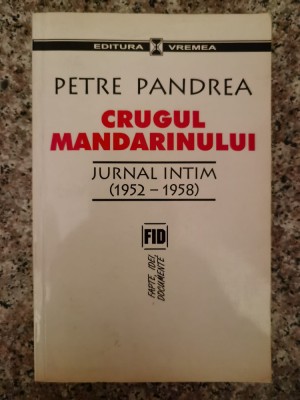 EDITURA VREMEA
PETRE PANDREA
CRUGUL
MANDARINULUI
JURNAL INTIM
(1952 – 1958)
FID
FAPTE, IDEI,
DOCUMENTE